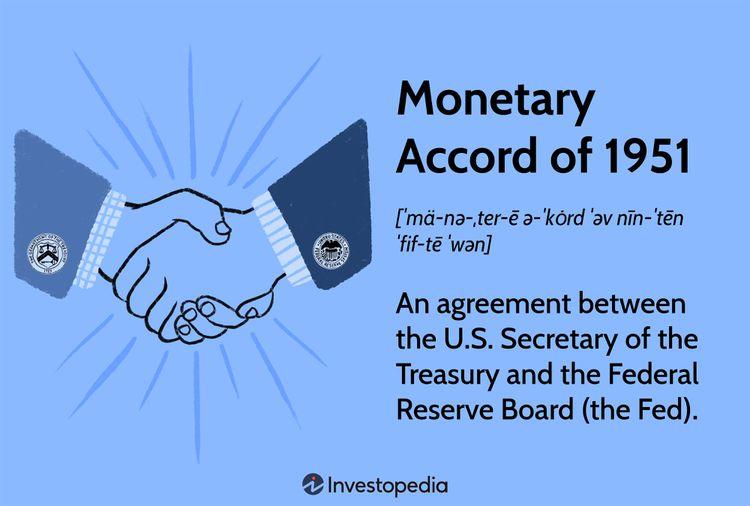 Monetary
Accord of 1951
[ˈmä-nə-ˌter-ē ə-ˈkȯrd ˈəv nīn-ˈtēn
ˈfif-tē ˈwən]
An agreement between
the U.S. Secretary of the
Treasury and the Federal
Reserve Board (the Fed).
Investopedia